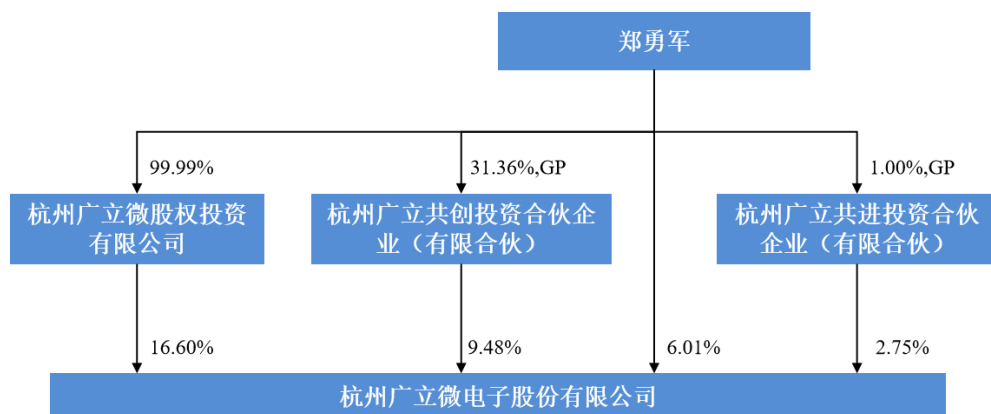 郑勇军
99.99%
31.36%,GP
1.00%,GP
杭州广立微股权投资
有限公司
杭州广立共创投资合伙企
业（有限合伙）
杭州广立共进投资合伙
企业（有限合伙）
16.60%
9.48%
6.01%
2.75%
杭州广立微电子股份有限公司